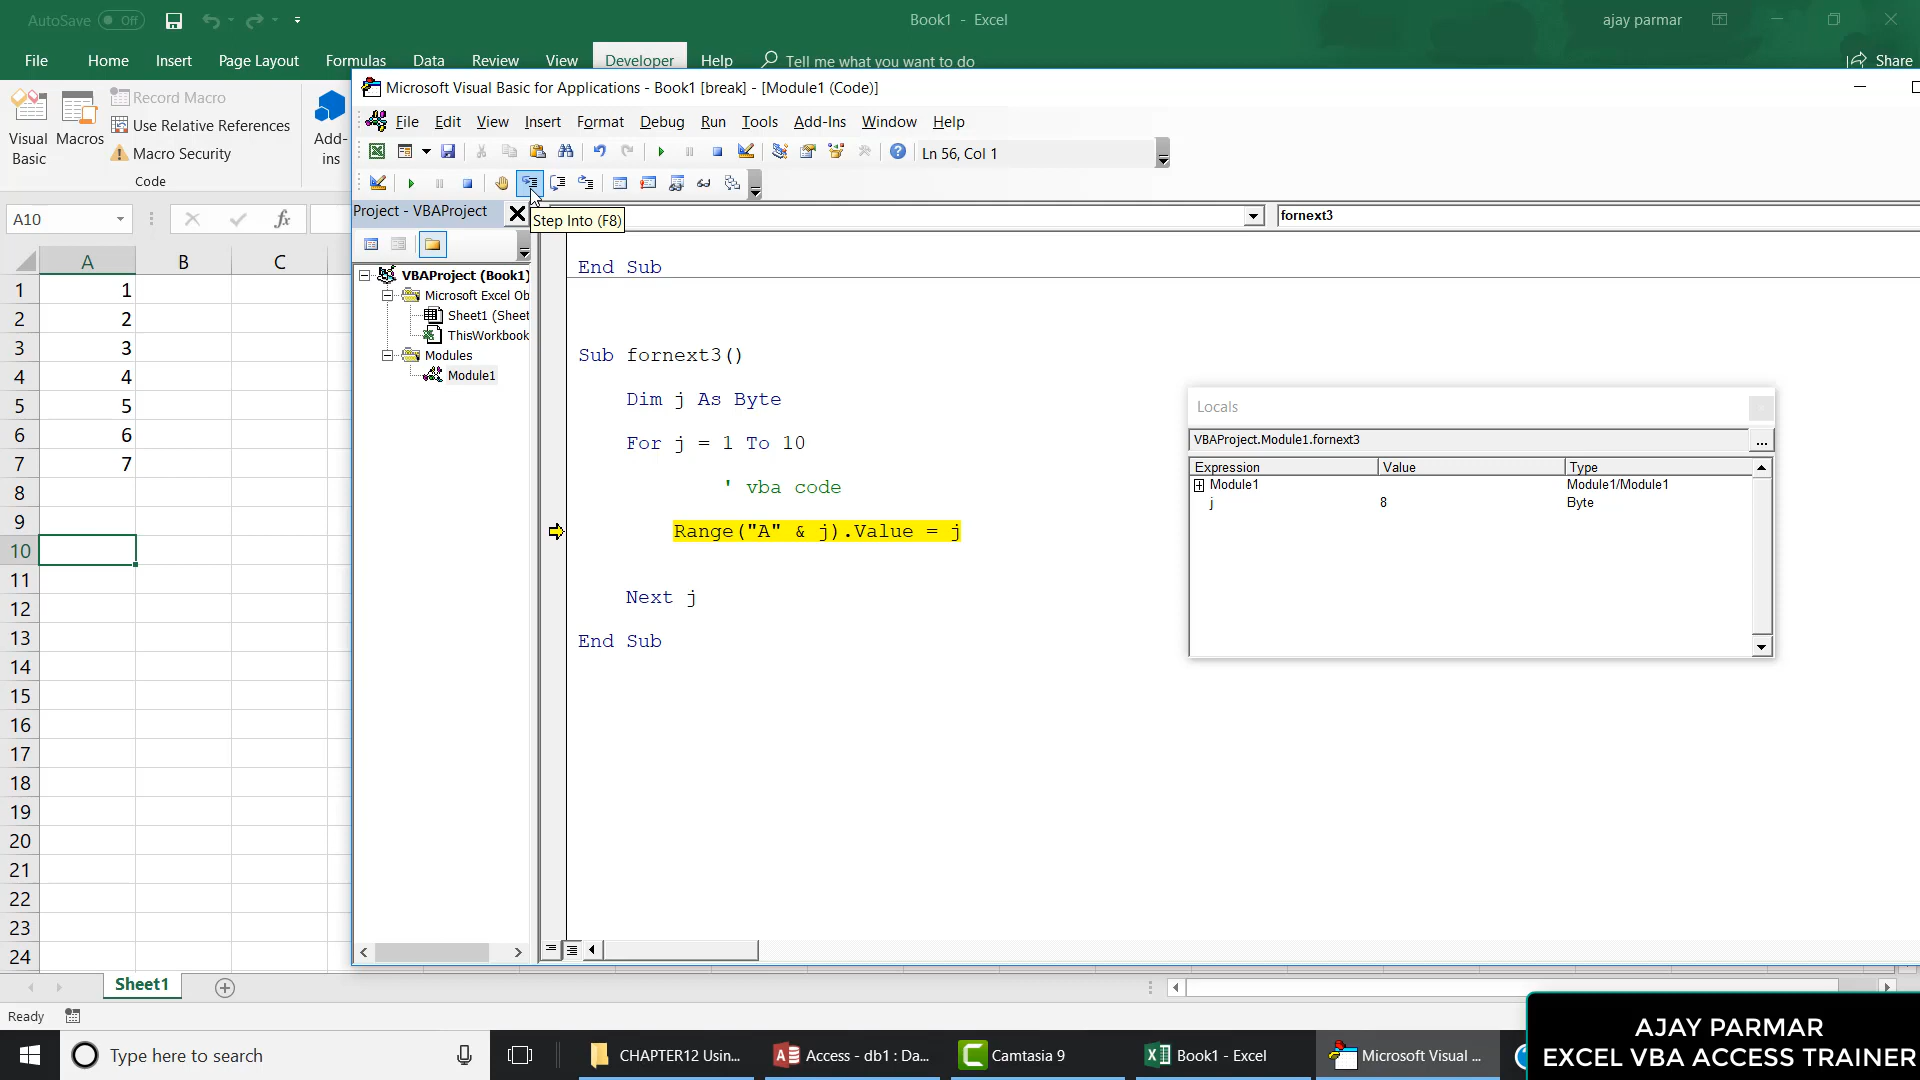 AutoSave Off
Book1 - Excel
ajay parmar
File Home Insert Page Layout Formulas Data Review View Developer Help Tell me what you want to do Share
Visual Basic
Macros
Record Macro
Use Relative References
Macro Security
Code
Add-ins
Microsoft Visual Basic for Applications - Book1 [break] - [Module1 (Code)]
File Edit View Insert Format Debug Run Tools Add-Ins Window Help
Ln 56, Col 1
A10
fx
Project - VBAProject
Step Into (F8)
fornext3
VBAProject (Book1)
Microsoft Excel Ob
Sheet1 (Sheet
ThisWorkbook
Modules
Module1
A B C
1 1
2 2
3 3
4 4
5 5
6 6
7 7
8
9
10
11
12
13
14
15
16
17
18
19
20
21
22
23
24
End Sub
Sub fornext3()
Dim j As Byte
For j = 1 To 10
' vba code
Range("A" & j).Value = j
Next j
End Sub
Locals
VBAProject.Module1.fornext3
...
Expression Value Type
Module1 Module1/Module1
j 8 Byte
Sheet1
Ready
AJAY PARMAR
EXCEL VBA ACCESS TRAINER
Type here to search
CHAPTER12 Usin...
Access - db1 : Da...
Camtasia 9
Book1 - Excel
Microsoft Visual ...